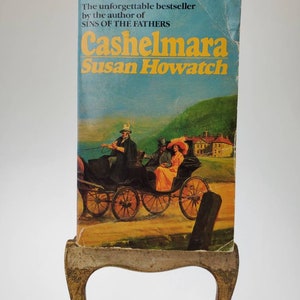 The unforgettable bestseller
by the author of
SINS OF THE FATHERS
Cashelmara
Susan Howatch